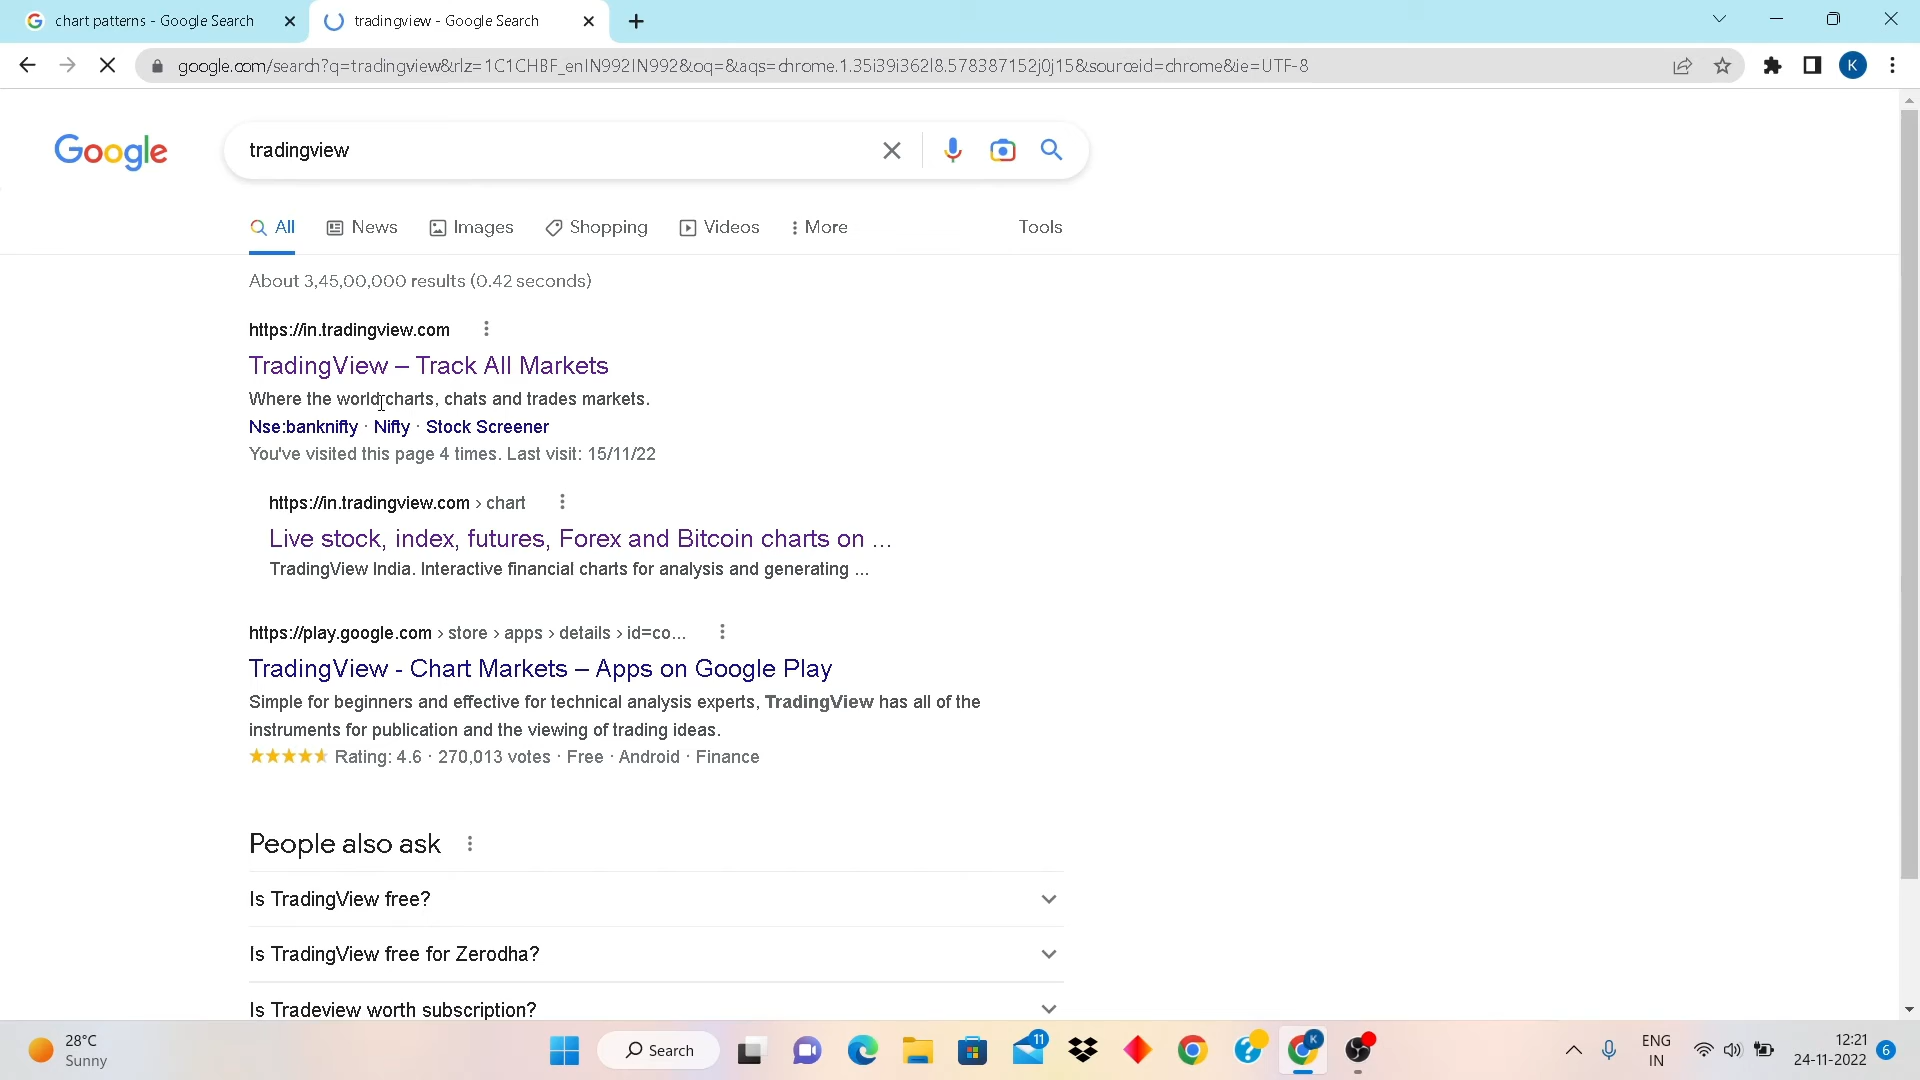 chart patterns - Google Search
tradingview - Google Search
google.com/search?q=tradingview&rlz=1C1CHBF_enIN992IN992&oq=&aqs=chrome.1.35i39i362l8.578387152j0j15&sourceid=chrome&ie=UTF-8
K
Google
tradingview
All News Images Shopping Videos More Tools
About 3,45,00,000 results (0.42 seconds)
https://in.tradingview.com
TradingView – Track All Markets
Where the world charts, chats and trades markets.
Nse:banknifty · Nifty · Stock Screener
You've visited this page 4 times. Last visit: 15/11/22
https://in.tradingview.com › chart
Live stock, index, futures, Forex and Bitcoin charts on ...
TradingView India. Interactive financial charts for analysis and generating ...
https://play.google.com › store › apps › details › id=co...
TradingView - Chart Markets – Apps on Google Play
Simple for beginners and effective for technical analysis experts, TradingView has all of the
instruments for publication and the viewing of trading ideas.
Rating: 4.6 · 270,013 votes · Free · Android · Finance
People also ask
Is TradingView free?
Is TradingView free for Zerodha?
Is Tradeview worth subscription?
28°C
Sunny
Search
11
K
ENG
IN
12:21
24-11-2022
6